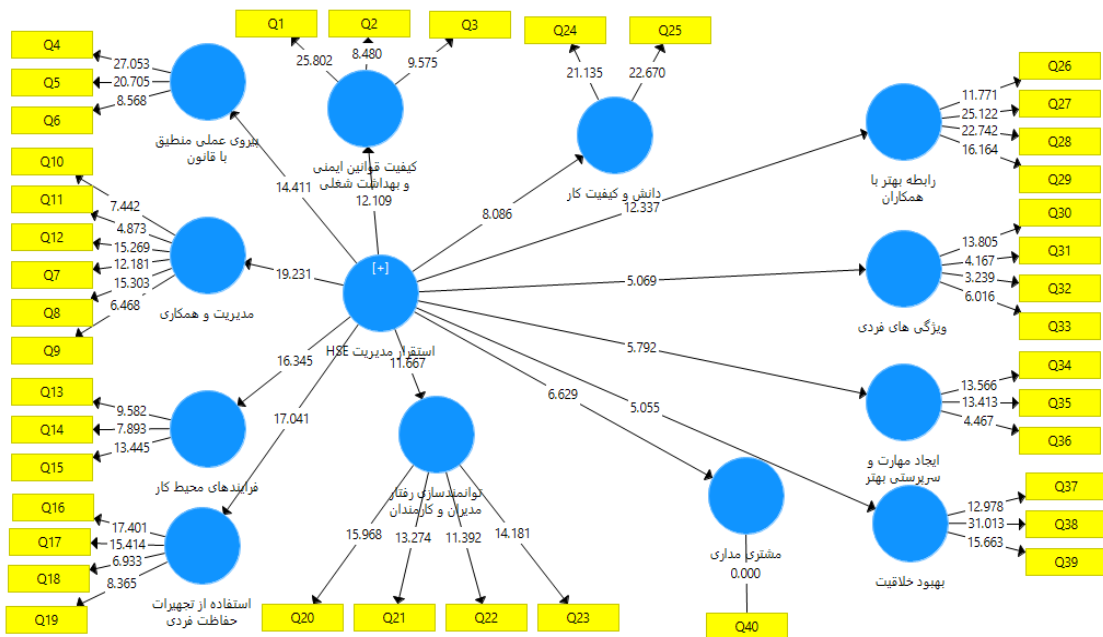 Q1
Q2
Q3
25.802
8.480
9.575
Q4
Q5
Q6
27.053
20.705
8.568
پیروی عملی منطبق
با قانون
کیفیت قوانین ایمنی
و بهداشت شغلی
14.411
12.109
Q24
Q25
21.135
22.670
دانش و کیفیت کار
8.086
Q26
Q27
Q28
Q29
11.771
25.122
22.742
16.164
رابطه بهتر با
همکاران
12.337
Q10
Q11
Q12
Q7
Q8
Q9
7.442
4.873
15.269
12.181
15.303
6.468
مدیریت و همکاری
19.231
[+]
استقرار مدیریت HSE
Q30
Q31
Q32
Q33
13.805
4.167
3.239
6.016
ویژگی های فردی
5.069
Q13
Q14
Q15
9.582
7.893
13.445
فرایندهای محیط کار
16.345
17.041
11.667
6.629
5.055
5.792
Q34
Q35
Q36
13.566
13.413
4.467
ایجاد مهارت و
سرپرستی بهتر
Q16
Q17
Q18
Q19
17.401
15.414
6.933
8.365
استفاده از تجهیرات
حفاظت فردی
توانمندسازی رفتار
مدیران و کارمندان
15.968
13.274
11.392
14.181
Q20
Q21
Q22
Q23
مشتری مداری
0.000
Q40
Q37
Q38
Q39
12.978
31.013
15.663
بهبود خلاقیت